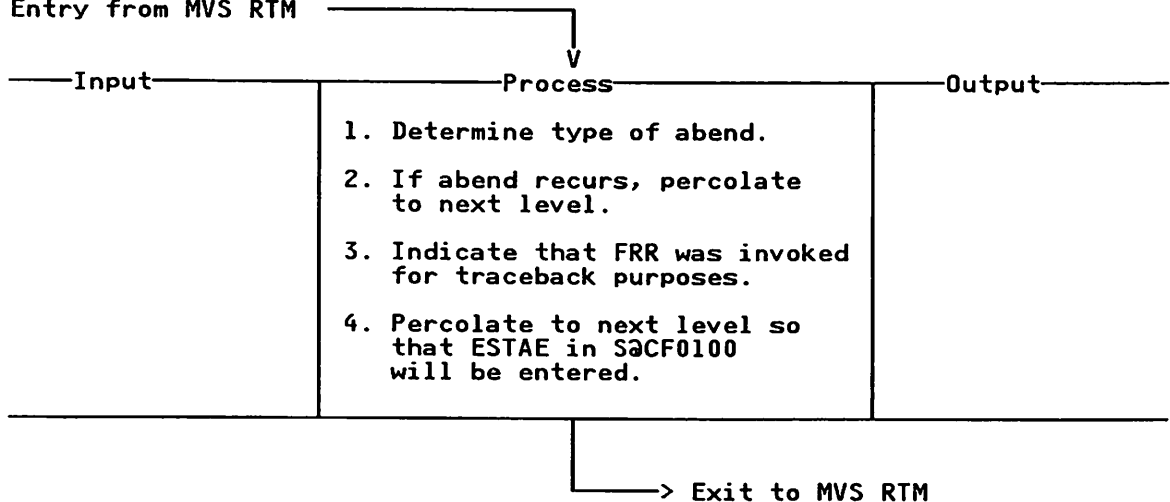 Entry from MVS RTM
Input Process Output
1. Determine type of abend.
2. If abend recurs, percolate
to next level.
3. Indicate that FRR was invoked
for traceback purposes.
4. Percolate to next level so
that ESTAE in S∂CF0100
will be entered.
Exit to MVS RTM